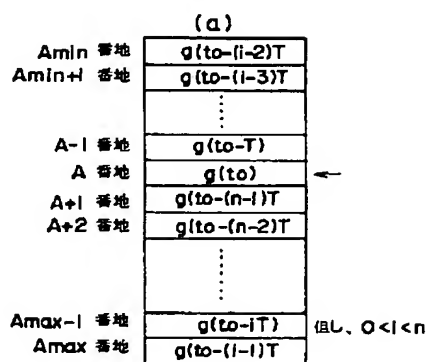 (a)
Amin 番地 g(to-(i-2)T
Amin+i 番地 g(to-(i-3)T
A-1 番地 g(to-T)
A 番地 g(to) ←
A+1 番地 g(to-(n-1)T
A+2 番地 g(to-(n-2)T
Amax-1 番地 g(to-iT) 但し、0<i<n
Amax 番地 g(to-(i-1)T